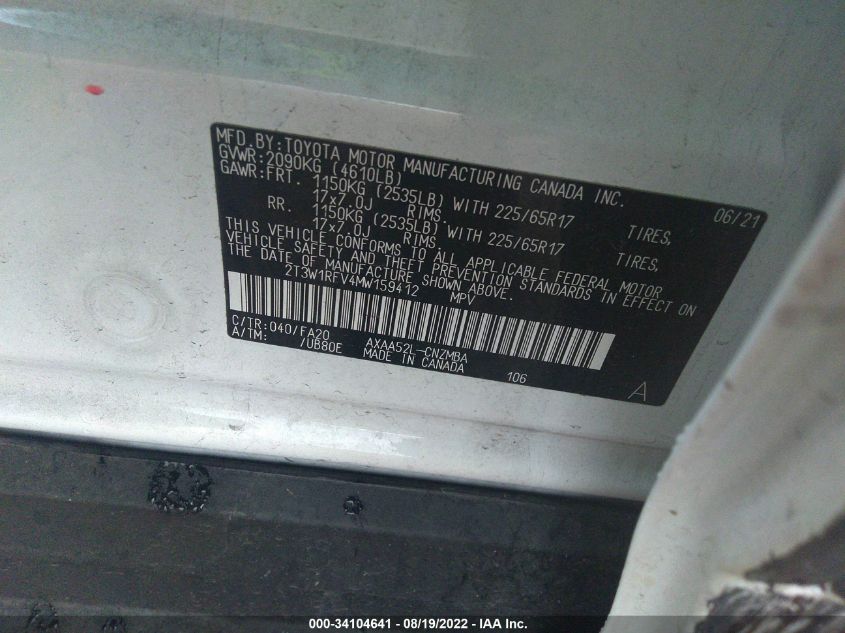 MFD.BY:TOYOTA MOTOR MANUFACTURING CANADA INC. 06/21
GVWR:2090KG (4610LB)
GAWR:FRT. 1150KG (2535LB) WITH 225/65R17 TIRES,
17x7.0J RIMS.
RR. 1150KG (2535LB) WITH 225/65R17 TIRES,
17x7.0J RIMS.
THIS VEHICLE CONFORMS TO ALL APPLICABLE FEDERAL MOTOR
VEHICLE SAFETY AND THEFT PREVENTION STANDARDS IN EFFECT ON
THE DATE OF MANUFACTURE SHOWN ABOVE.
2T3W1RFV4MW159412 MPV
C/TR:040/FA20 AXAA52L-CNZMBA
A/TM: /UB80E MADE IN CANADA 106 A
000-34104641 - 08/19/2022 - IAA Inc.